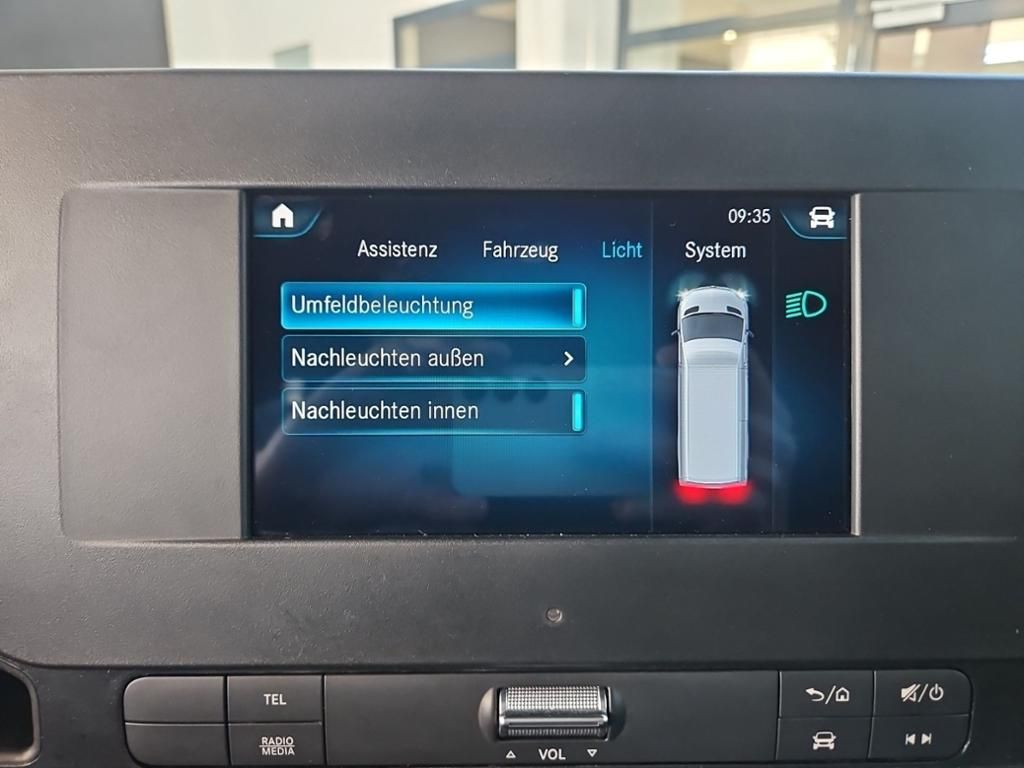 09:35
Assistenz Fahrzeug Licht System
Umfeldbeleuchtung
Nachleuchten außen
Nachleuchten innen
TEL
RADIO
MEDIA
VOL